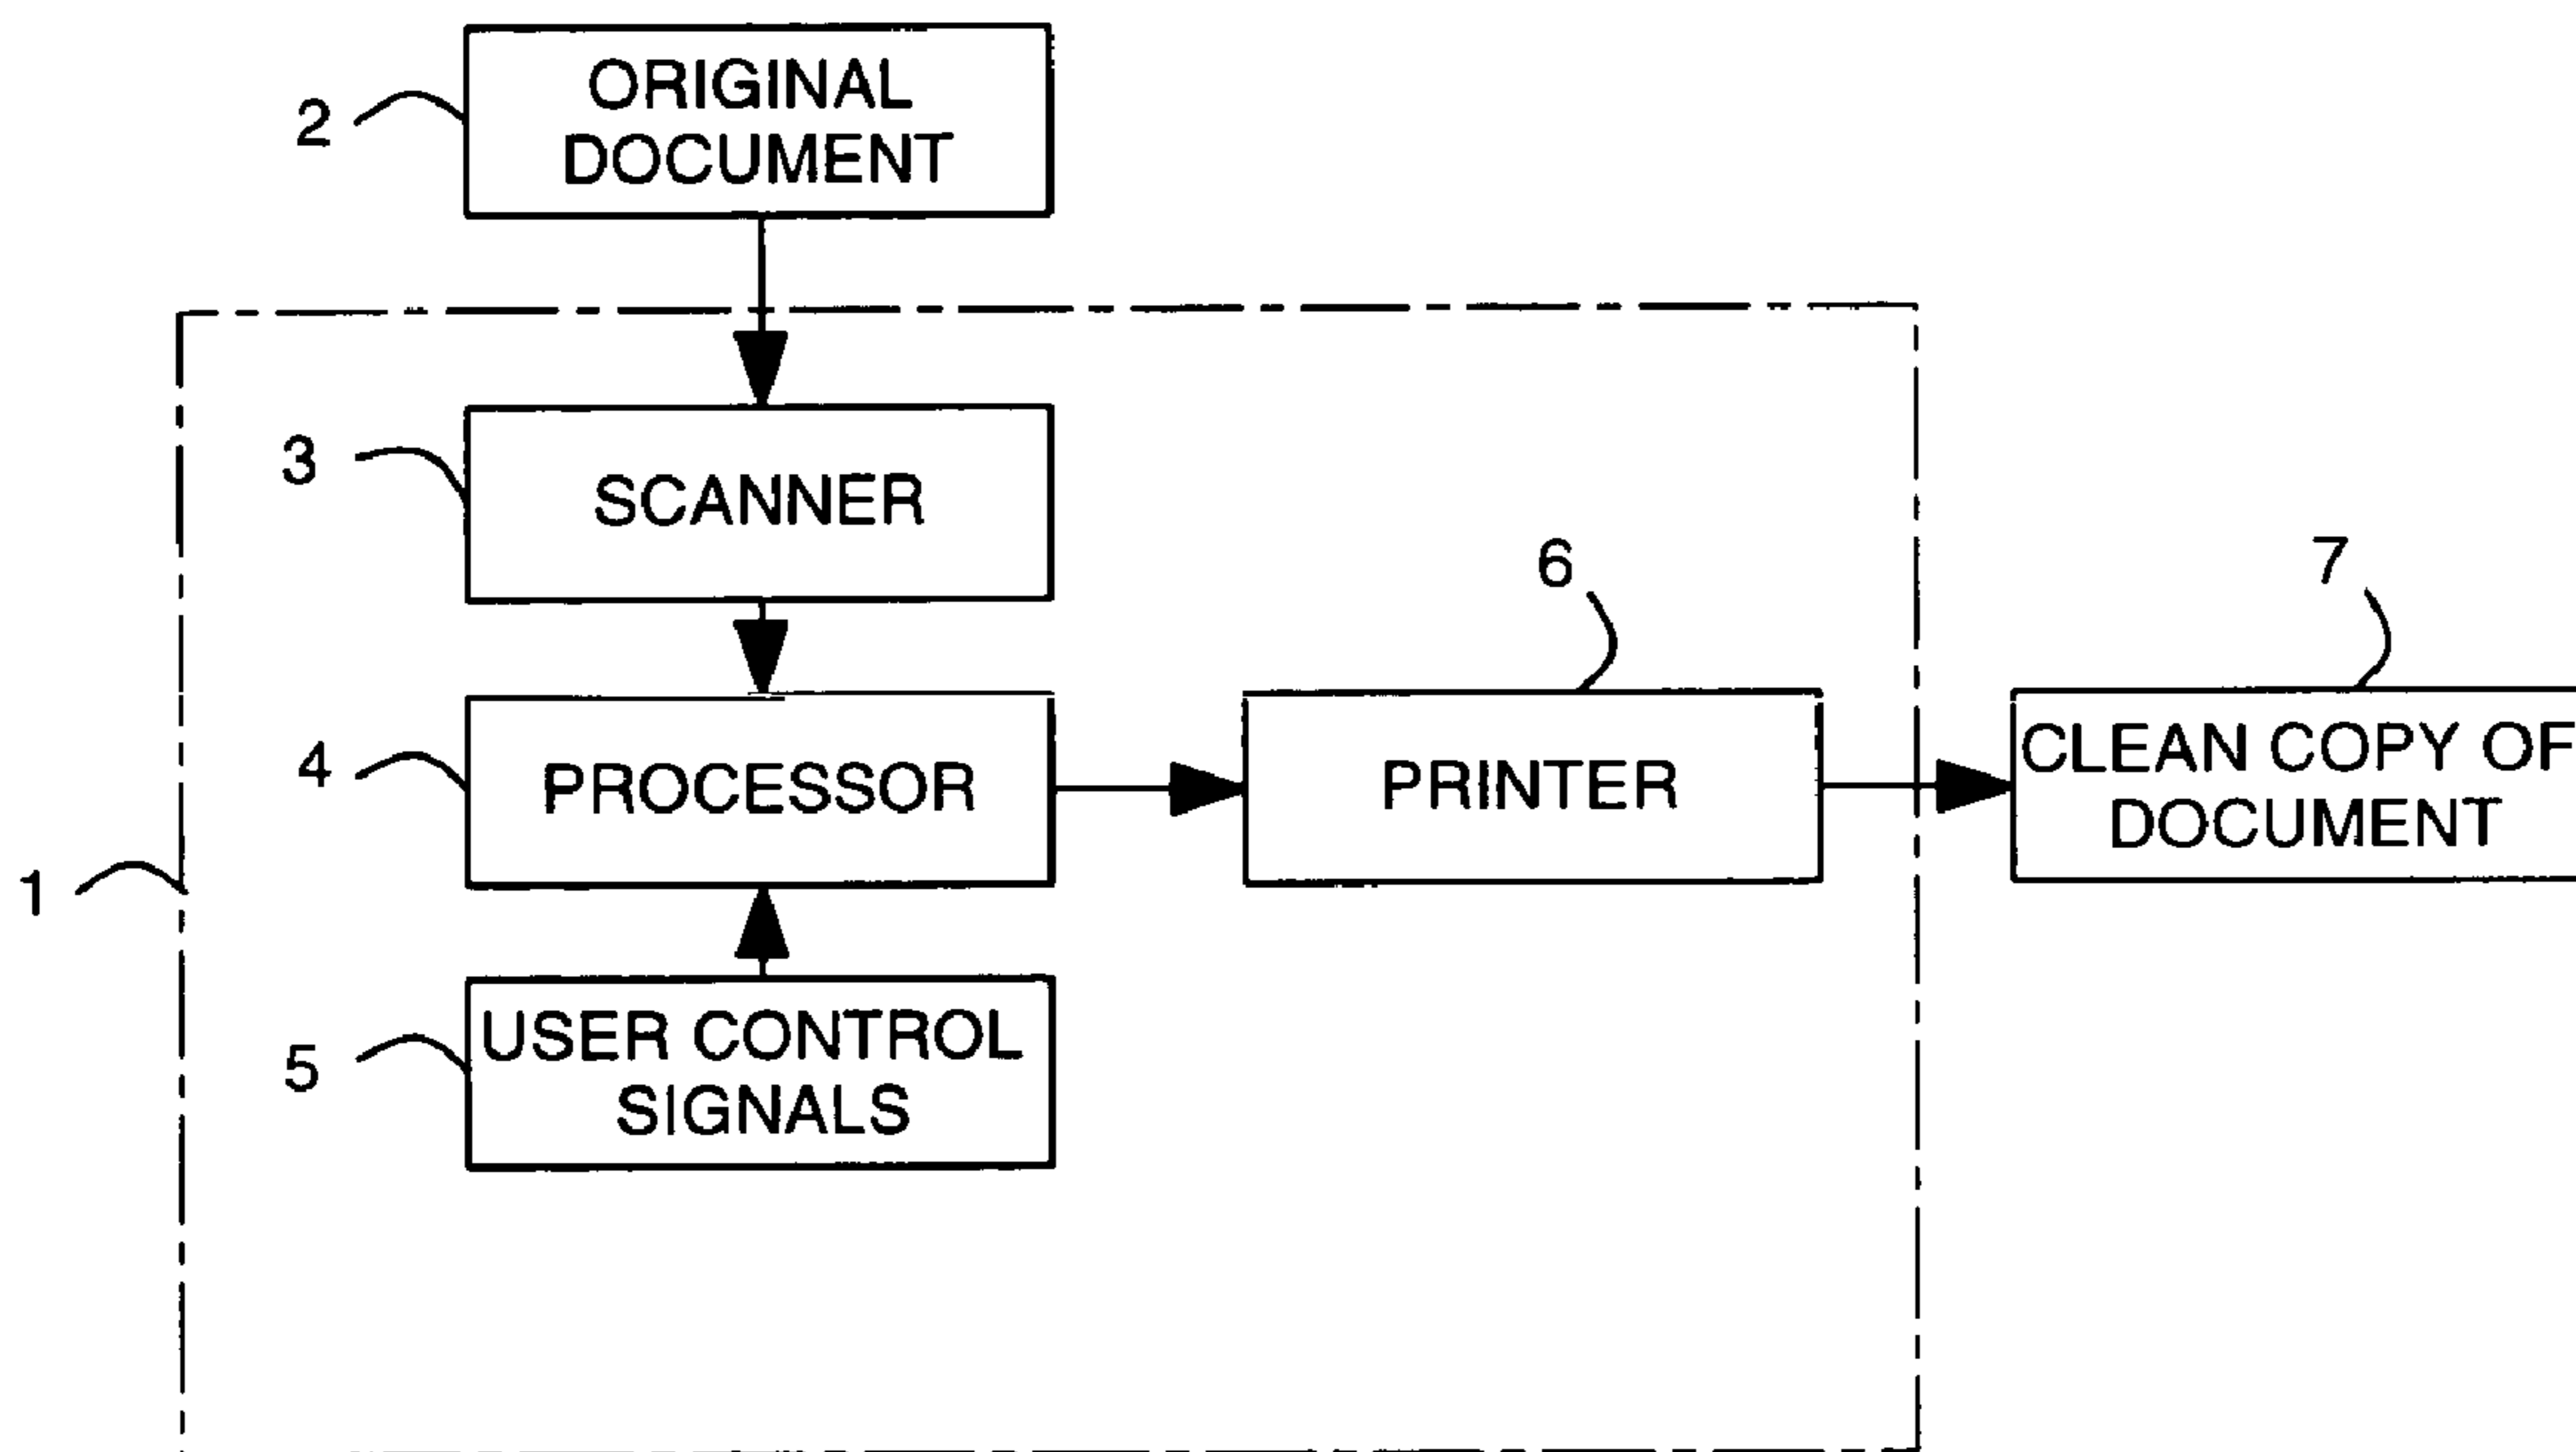 ORIGINAL
DOCUMENT
2
SCANNER
3
6
7
PROCESSOR
4
PRINTER
CLEAN COPY OF
DOCUMENT
1
USER CONTROL
SIGNALS
5